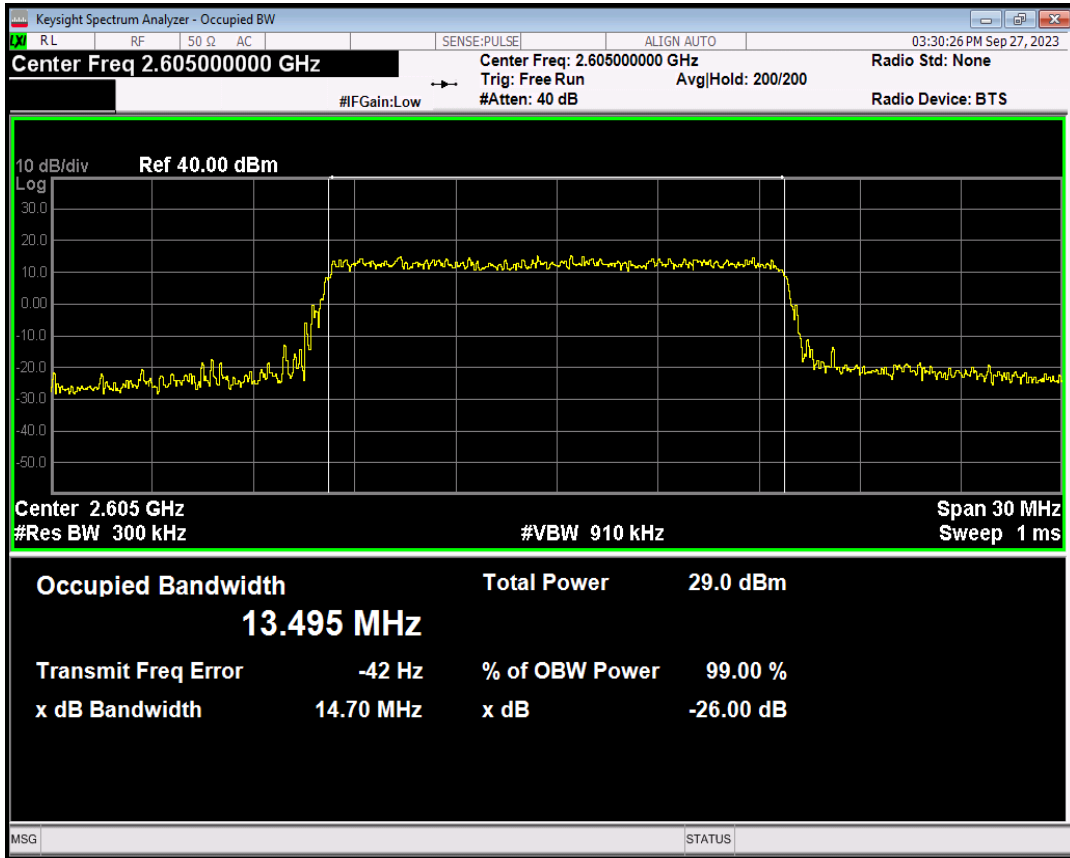 Keysight Spectrum Analyzer - Occupied BW
LXI RL RF 50 Ω AC SENSE:PULSE ALIGN AUTO 03:30:26 PM Sep 27, 2023
Center Freq 2.605000000 GHz Center Freq: 2.605000000 GHz Radio Std: None
Trig: Free Run Avg|Hold: 200/200
#IFGain:Low #Atten: 40 dB Radio Device: BTS
10 dB/div Ref 40.00 dBm
Log
30.0
20.0
10.0
0.00
-10.0
-20.0
-30.0
-40.0
-50.0
Center 2.605 GHz Span 30 MHz
#Res BW 300 kHz #VBW 910 kHz Sweep 1 ms
Occupied Bandwidth Total Power 29.0 dBm
13.495 MHz
Transmit Freq Error -42 Hz % of OBW Power 99.00 %
x dB Bandwidth 14.70 MHz x dB -26.00 dB
MSG STATUS